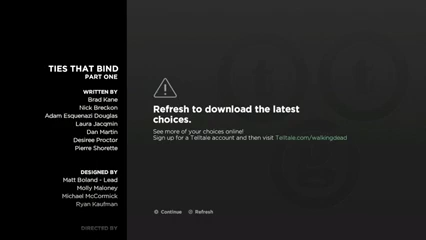 TIES THAT BIND
PART ONE
WRITTEN BY
Brad Kane
Nick Breckon
Adam Esquenazi Douglas
Laura Jacqmin
Dan Martin
Desiree Proctor
Pierre Shorette
DESIGNED BY
Matt Boland - Lead
Molly Maloney
Michael McCormick
Ryan Kaufman
DIRECTED BY
Refresh to download the latest
choices.
See more of your choices online!
Sign up for a Telltale account and then visit Telltale.com/walkingdead
Continue
Refresh